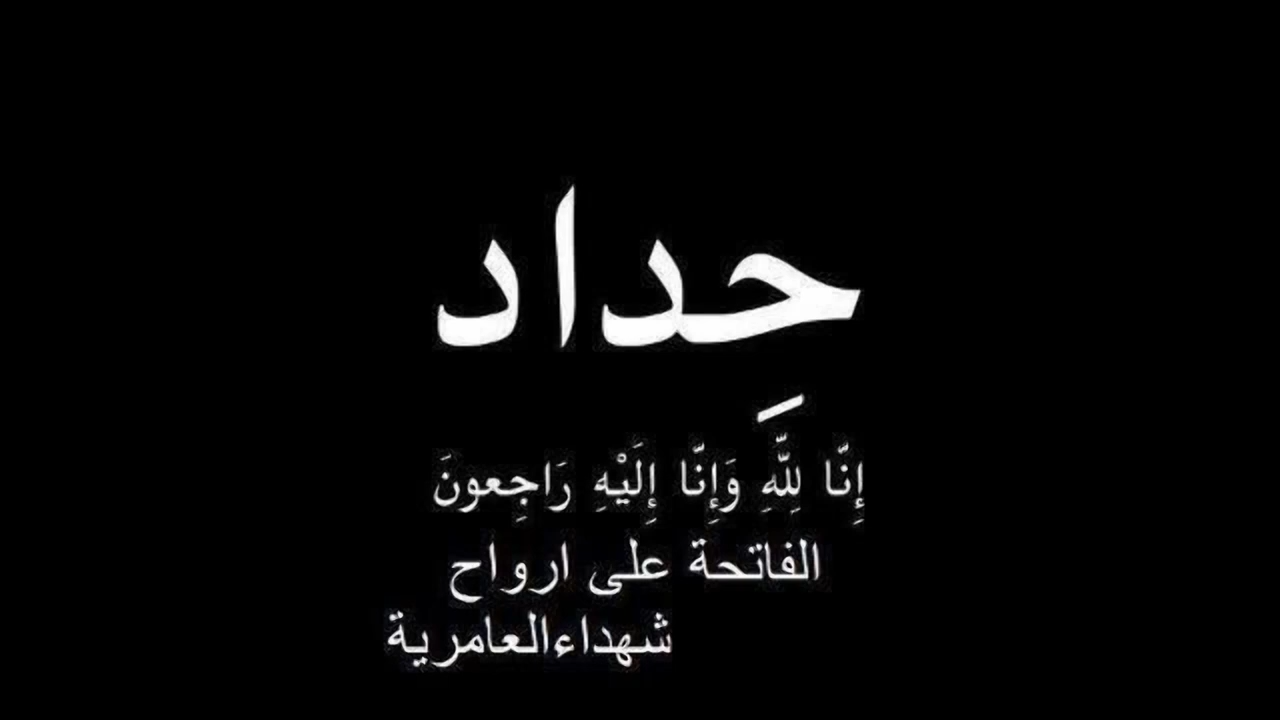 حِداد
إِنَّا لِلَّهِ وَإِنَّا إِلَيْهِ رَاجِعونَ
الفاتحة على ارواح
شهداءالعامرية